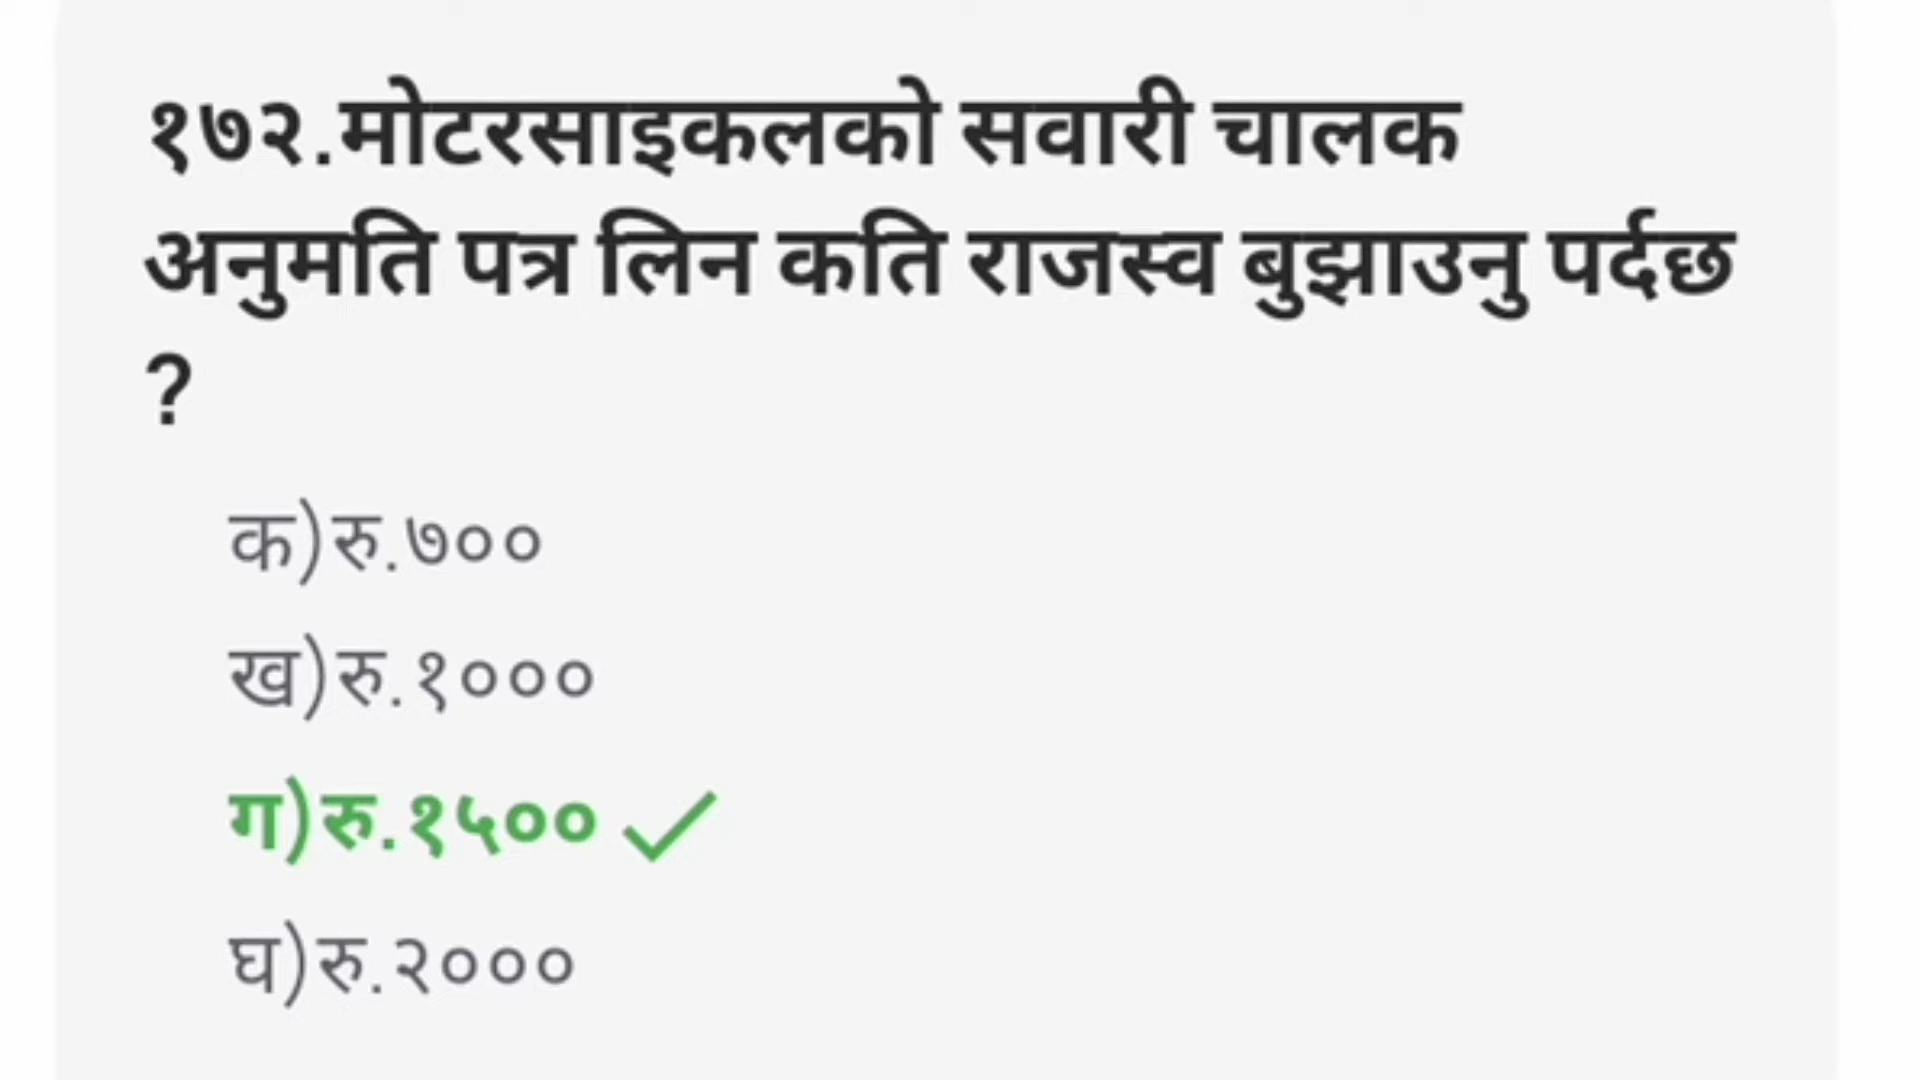 १७२.मोटरसाइकलको सवारी चालक
अनुमति पत्र लिन कति राजस्व बुझाउनु पर्दछ
?
क)रु.७००
ख)रु.१०००
ग)रु.१५००
घ)रु.२०००